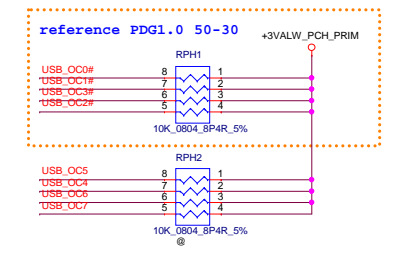 reference PDG1.0 50-30
+3VALW_PCH_PRIM
RPH1
USB_OC0# 8 1
USB_OC1# 7 2
USB_OC3# 6 3
USB_OC2# 5 4
10K_0804_8P4R_5%
RPH2
USB_OC5 8 1
USB_OC4 7 2
USB_OC6 6 3
USB_OC7 5 4
10K_0804_8P4R_5%
@